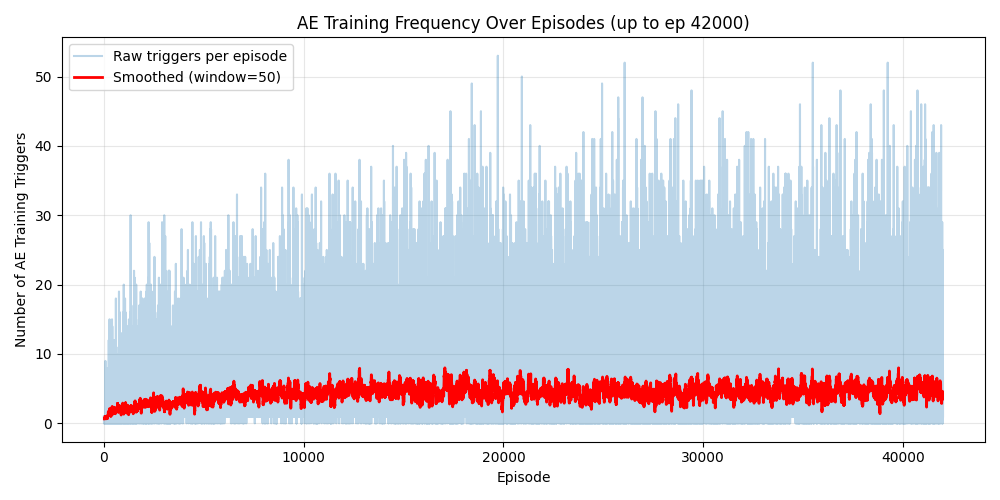 AE Training Frequency Over Episodes (up to ep 42000)
Raw triggers per episode
Smoothed (window=50)
Number of AE Training Triggers
50
40
30
20
10
0
0 10000 20000 30000 40000
Episode